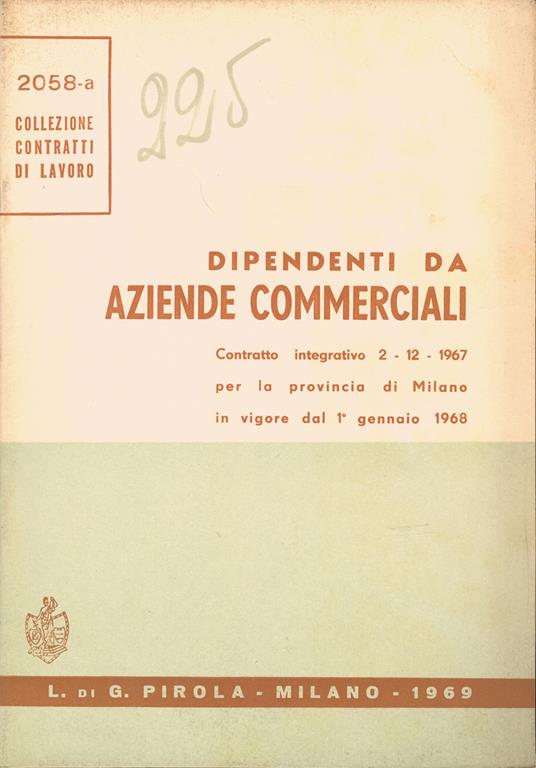 2058-a
COLLEZIONE
CONTRATTI
DI LAVORO
225
DIPENDENTI DA
AZIENDE COMMERCIALI
Contratto integrativo 2 - 12 - 1967
per la provincia di Milano
in vigore dal 1° gennaio 1968
L. DI G. PIROLA - MILANO - 1969